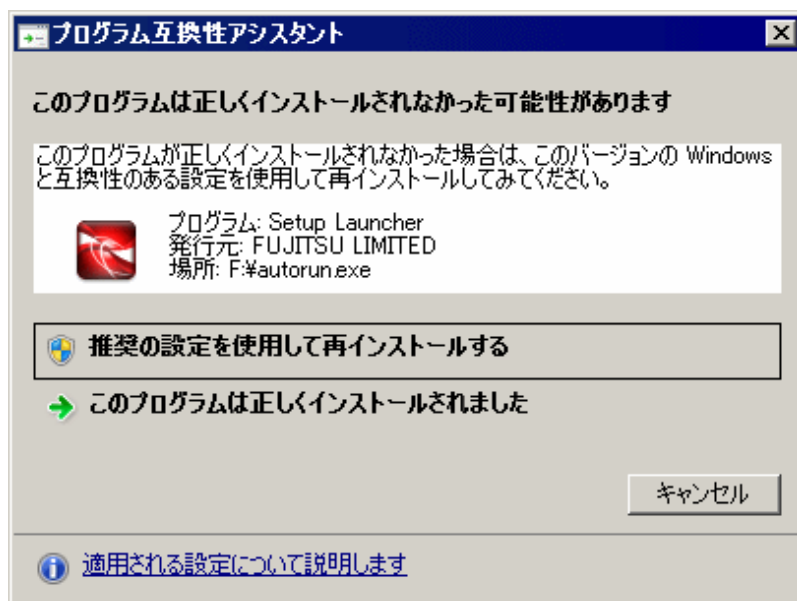 プログラム互換性アシスタント
このプログラムは正しくインストールされなかった可能性があります
このプログラムが正しくインストールされなかった場合は、このバージョンの Windows
と互換性のある設定を使用して再インストールしてみてください。
プログラム: Setup Launcher
発行元: FUJITSU LIMITED
場所: F:¥autorun.exe
推奨の設定を使用して再インストールする
このプログラムは正しくインストールされました
キャンセル
適用される設定について説明します